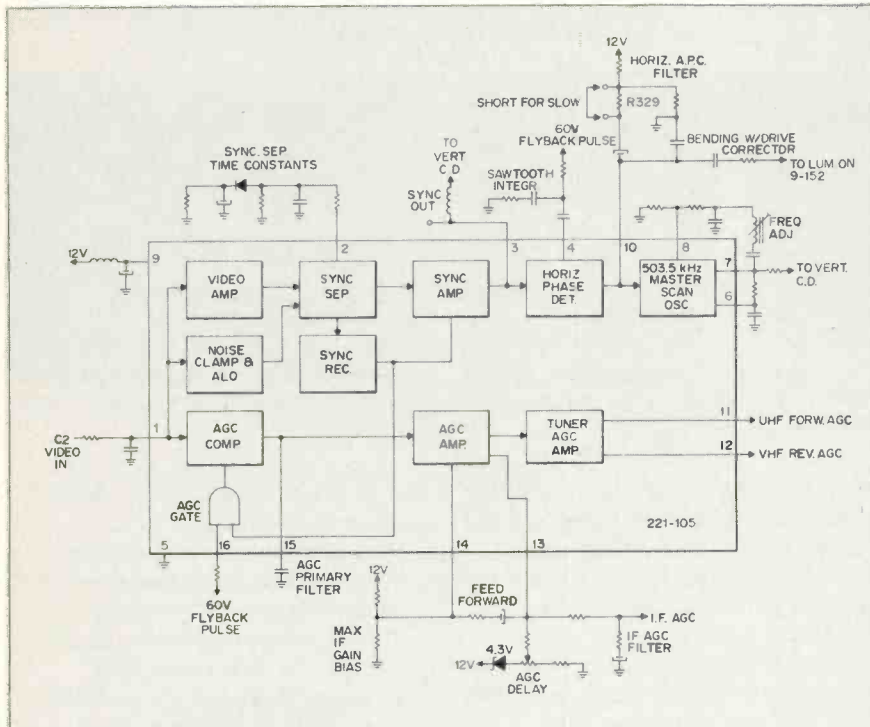 12V
HORIZ. A.P.C.
FILTER
SHORT FOR SLOW
R329
60V
FLYBACK PULSE
BENDING W/DRIVE
CORRECTDR
TO LUM. ON
9-152
TO
VERT
C.D.
SAWTOOTH
INTEGR
SYNC. SEP
TIME CONSTANTS
SYNC OUT
FREQ
ADJ
12V
9
2
3
4
10
8
7
6
VIDEO
AMP
SYNC
SEP
SYNC
AMP
HORIZ
PHASE
DET.
503.5 kHz
MASTER
SCAN
OSC
TO VERT.
C.D.
NOISE
CLAMP &
ALO
SYNC
REC.
1
C2
VIDEO
IN
AGC
COMP
AGC
AMP.
TUNER
AGC
AMP.
11
UHF FORW. AGC
12
VHF REV. AGC
AGC
GATE
221-105
5
16
15
14
13
AGC
PRIMARY
FILTER
60V
FLYBACK
PULSE
12V
FEED
FORWARD
I.F. AGC
MAX
IF
GAIN
BIAS
4.3V
12V
AGC
DELAY
IF AGC
FILTER